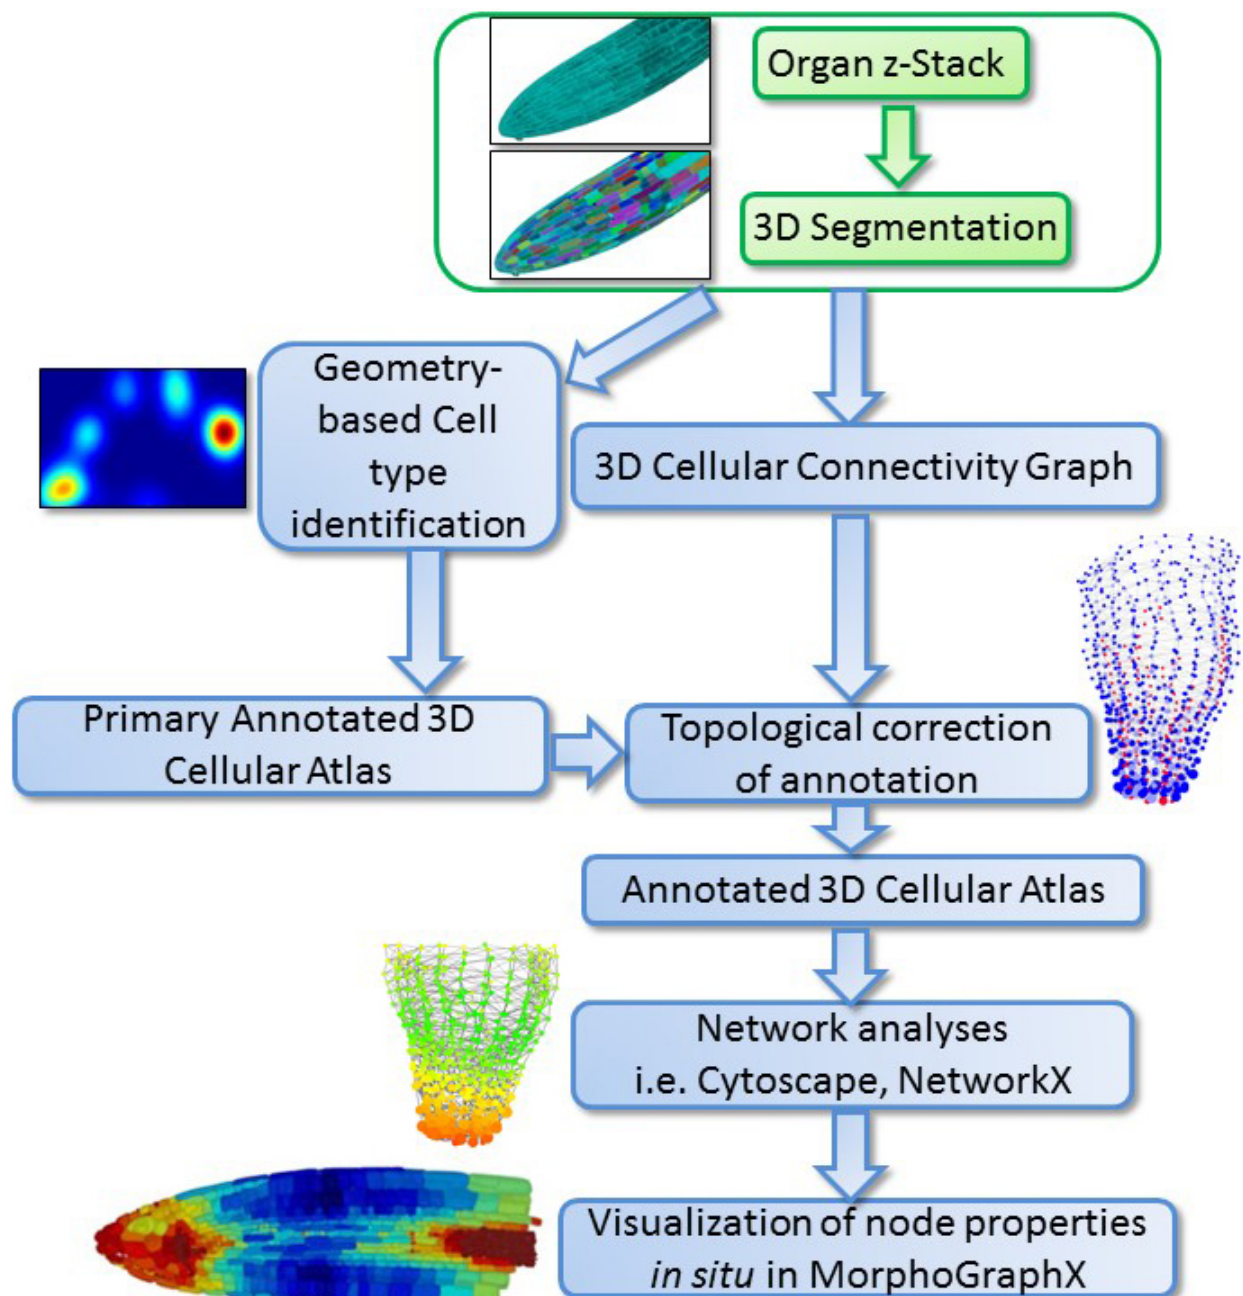 Organ z-Stack
3D Segmentation
Geometry-
based Cell
type
identification
3D Cellular Connectivity Graph
Primary Annotated 3D
Cellular Atlas
Topological correction
of annotation
Annotated 3D Cellular Atlas
Network analyses
i.e. Cytoscape, NetworkX
Visualization of node properties
in situ in MorphoGraphX